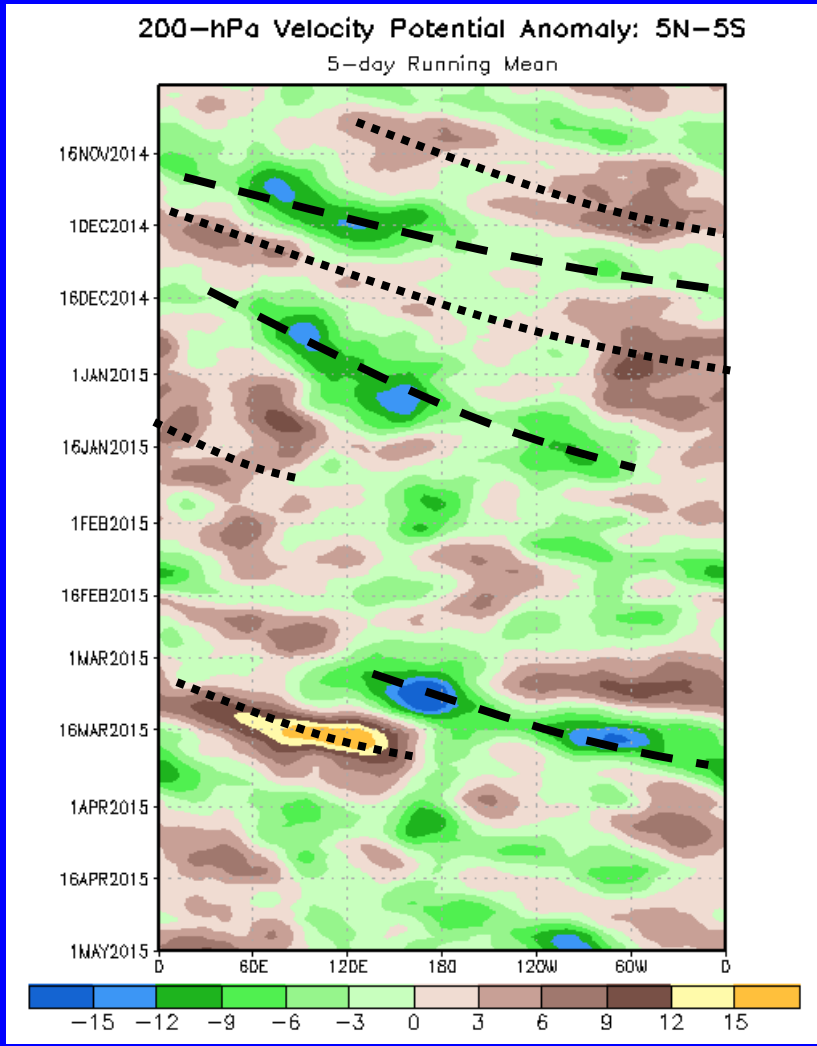 200-hPa Velocity Potential Anomaly: 5N-5S
5-day Running Mean
16NOV2014
1DEC2014
16DEC2014
1JAN2015
16JAN2015
1FEB2015
16FEB2015
1MAR2015
16MAR2015
1APR2015
16APR2015
1MAY2015
0 60E 120E 180 120W 60W 0
-15 -12 -9 -6 -3 0 3 6 9 12 15